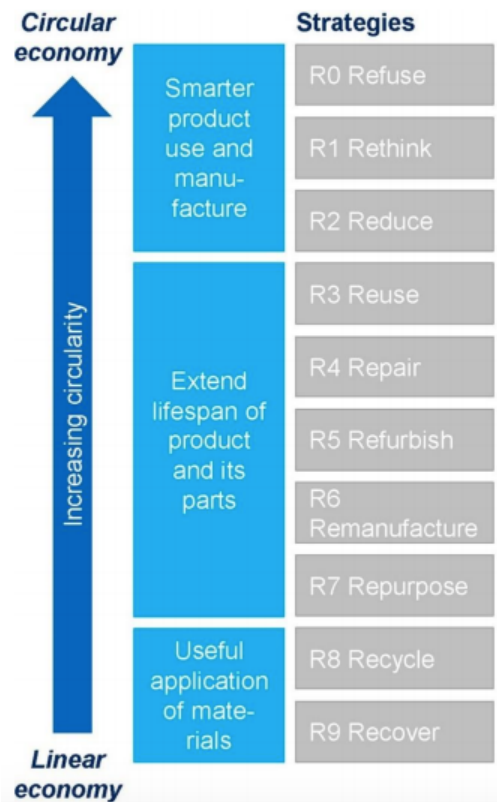 Circular
economy
Strategies
Increasing circularity
Smarter
product
use and
manu-
facture
R0 Refuse
R1 Rethink
R2 Reduce
Extend
lifespan of
product
and its
parts
R3 Reuse
R4 Repair
R5 Refurbish
R6
Remanufacture
R7 Repurpose
Useful
application
of mate-
rials
R8 Recycle
R9 Recover
Linear
economy